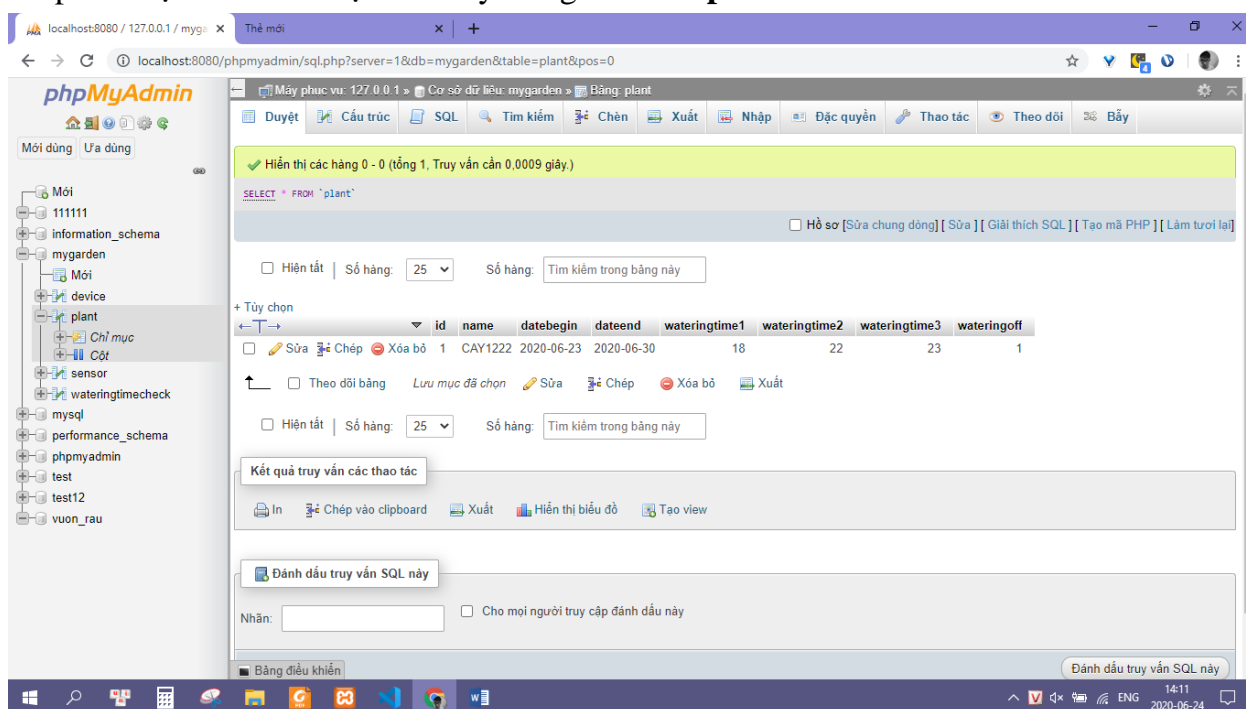 localhost:8080 / 127.0.0.1 / myga
Thẻ mới
localhost:8080/phpmyadmin/sql.php?server=1&db=mygarden&table=plant&pos=0
phpMyAdmin
Mới dùng Ưa dùng
Mới
111111
information_schema
mygarden
Mới
device
plant
Chỉ mục
Cột
sensor
wateringtimecheck
mysql
performance_schema
phpmyadmin
test
test12
vuon_rau
Máy phục vụ: 127.0.0.1 » Cơ sở dữ liệu: mygarden » Bảng: plant
Duyệt Cấu trúc SQL Tìm kiếm Chèn Xuất Nhập Đặc quyền Thao tác Theo dõi Bẫy
Hiển thị các hàng 0 - 0 (tổng 1, Truy vấn cần 0,0009 giây.)
SELECT * FROM `plant`
Hồ sơ [Sửa chung dòng] [ Sửa ] [ Giải thích SQL ] [ Tạo mã PHP ] [ Làm tươi lại]
Hiện tất | Số hàng: 25 Số hàng: Tìm kiếm trong bảng này
+ Tùy chọn
←T→ id name datebegin dateend wateringtime1 wateringtime2 wateringtime3 wateringoff
Sửa Chép Xóa bỏ 1 CAY1222 2020-06-23 2020-06-30 18 22 23 1
Theo dõi bảng Lưu mục đã chọn Sửa Chép Xóa bỏ Xuất
Hiện tất | Số hàng: 25 Số hàng: Tìm kiếm trong bảng này
Kết quả truy vấn các thao tác
In Chép vào clipboard Xuất Hiển thị biểu đồ Tạo view
Đánh dấu truy vấn SQL này
Nhãn: Cho mọi người truy cập đánh dấu này
Bảng điều khiển
Đánh dấu truy vấn SQL này
ENG
14:11
2020-06-24